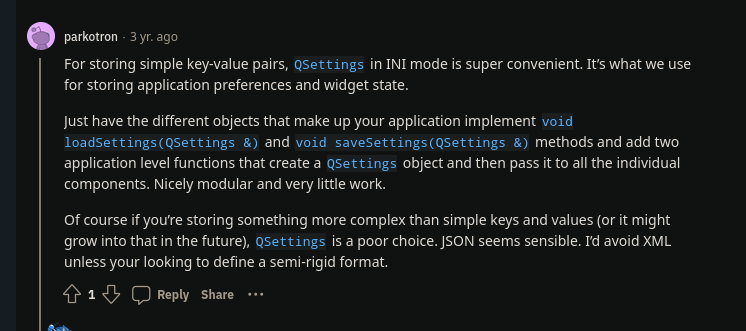 parkotron · 3 yr. ago
For storing simple key-value pairs, QSettings in INI mode is super convenient. It's what we use
for storing application preferences and widget state.
Just have the different objects that make up your application implement void
loadSettings(QSettings &) and void saveSettings(QSettings &) methods and add two
application level functions that create a QSettings object and then pass it to all the individual
components. Nicely modular and very little work.
Of course if you're storing something more complex than simple keys and values (or it might
grow into that in the future), QSettings is a poor choice. JSON seems sensible. I'd avoid XML
unless your looking to define a semi-rigid format.
1 Reply Share ···